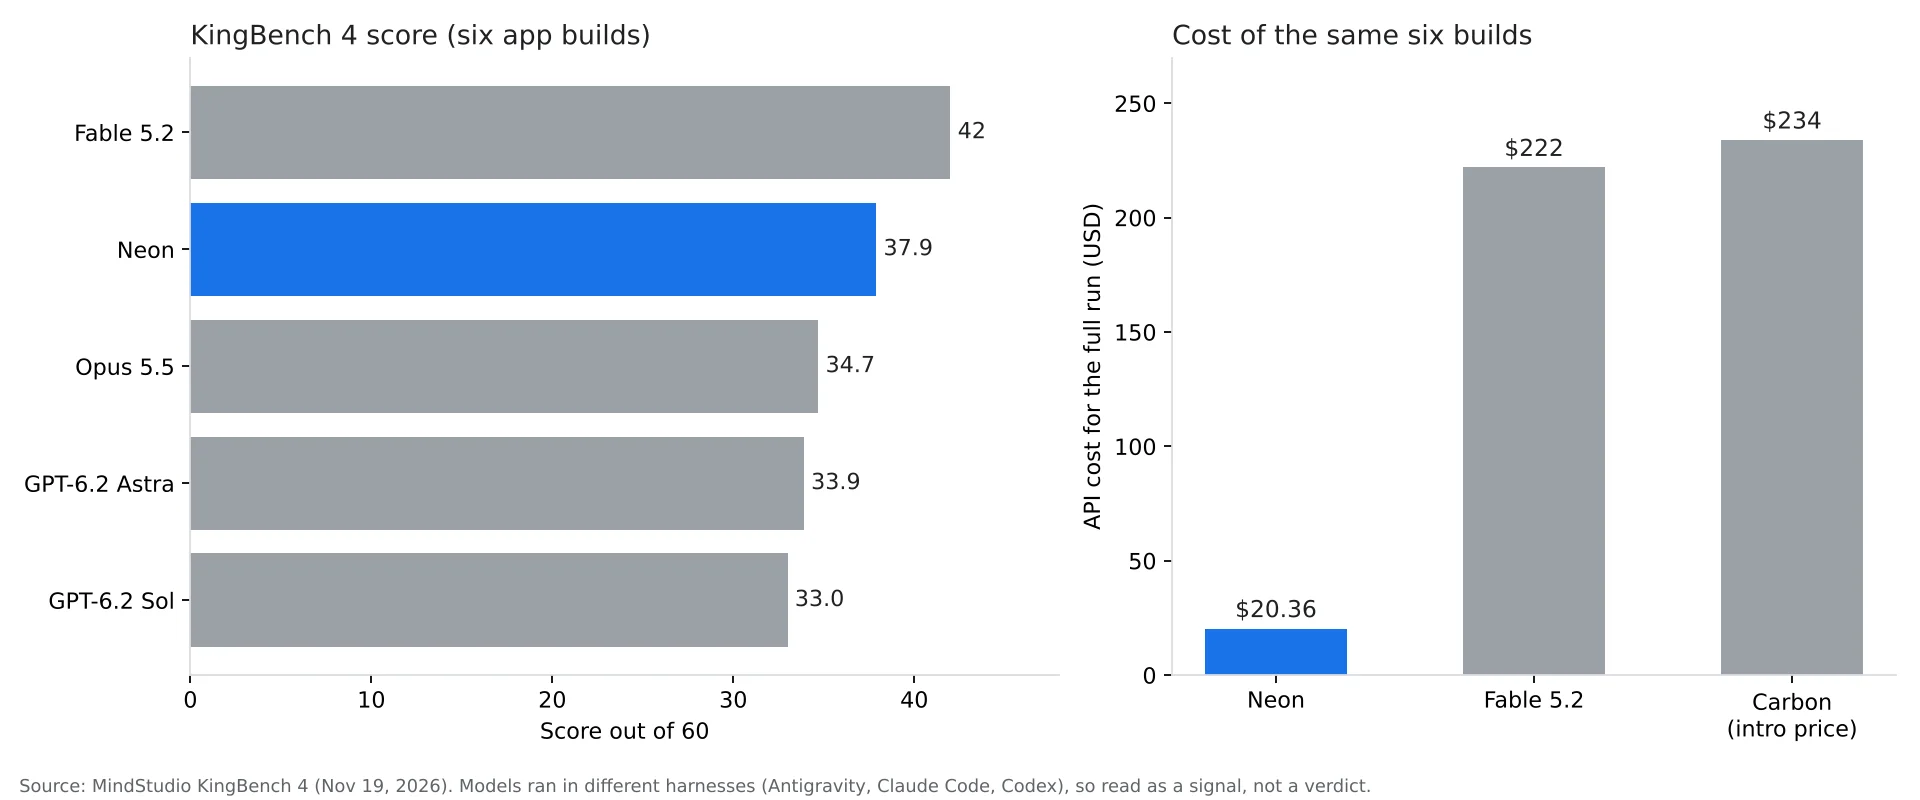 KingBench 4 score (six app builds)
Fable 5.2
42
Neon
37.9
Opus 5.5
34.7
GPT-6.2 Astra
33.9
GPT-6.2 Sol
33.0
0 10 20 30 40
Score out of 60
Cost of the same six builds
API cost for the full run (USD)
250
200
150
100
50
0
$20.36
$222
$234
Neon
Fable 5.2
Carbon
(intro price)
Source: MindStudio KingBench 4 (Nov 19, 2026). Models ran in different harnesses (Antigravity, Claude Code, Codex), so read as a signal, not a verdict.